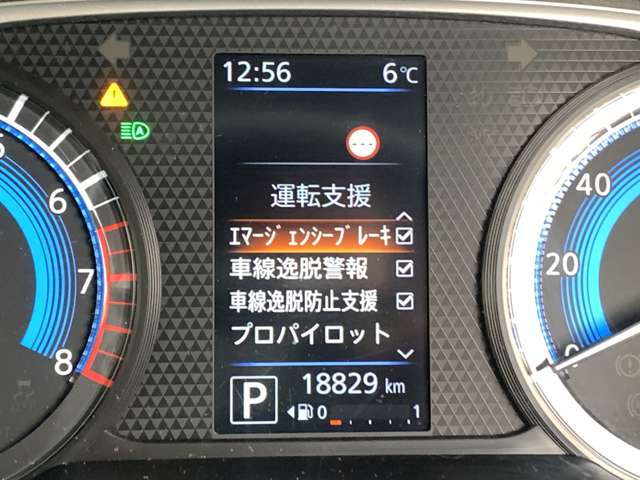 12:56 6℃
運転支援
ｴﾏｰｼﾞｪﾝｼｰﾌﾞﾚｰｷ
車線逸脱警報
車線逸脱防止支援
プロパイロット
P 18829 km
0 1
6
7
8
40
20
0
A